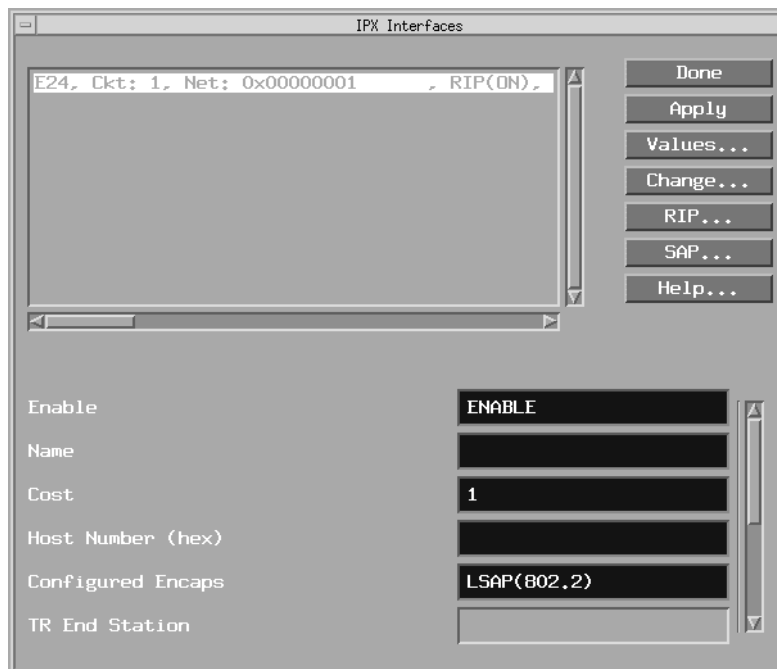 IPX Interfaces
E24, Ckt: 1, Net: 0x00000001 , RIP(ON),
Done
Apply
Values...
Change...
RIP...
SAP...
Help...
Enable ENABLE
Name
Cost 1
Host Number (hex)
Configured Encaps LSAP(802.2)
TR End Station